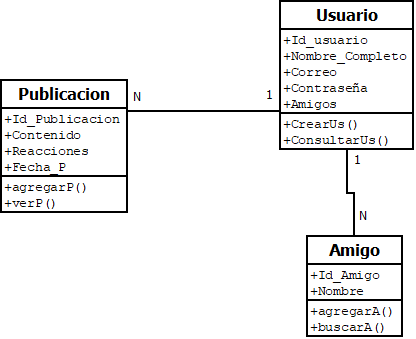 Usuario
+Id_usuario
+Nombre_Completo
+Correo
+Contraseña
+Amigos
+CrearUs()
+ConsultarUs()
Publicacion
+Id_Publicacion
+Contenido
+Reacciones
+Fecha_P
+agregarP()
+verP()
N
1
1
N
Amigo
+Id_Amigo
+Nombre
+agregarA()
+buscarA()